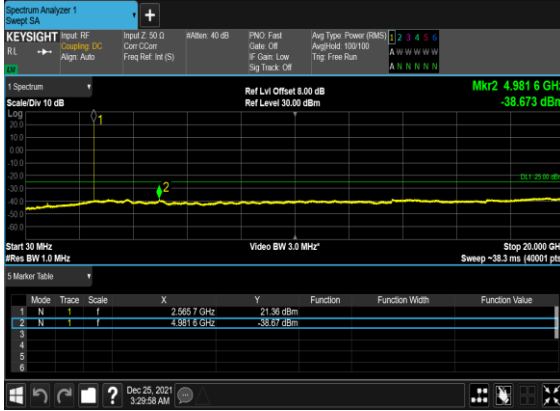 Spectrum Analyzer 1
Swept SA
+
KEYSIGHT
RL
Input: RF
Coupling: DC
Align: Auto
Input Z: 50 Ω
Corr CCorr
Freq Ref: Int (S)
#Atten: 40 dB
PNO: Fast
Gate: Off
IF Gain: Low
Sig Track: Off
Avg Type: Power (RMS)
Avg|Hold: 100/100
Trig: Free Run
1 2 3 4 5 6
A W W W W W
A N N N N N
1 Spectrum
Scale/Div 10 dB
Ref Lvl Offset 8.00 dB
Ref Level 30.00 dBm
Mkr2 4.981 6 GHz
-38.673 dBm
Log
20.0
10.0
0.00
-10.0
-20.0
-30.0
-40.0
-50.0
-60.0
1
2
DL1 -25.00 dBm
Start 30 MHz
#Res BW 1.0 MHz
Video BW 3.0 MHz*
Stop 20.000 GHz
Sweep ~38.3 ms (40001 pts)
5 Marker Table
Mode Trace Scale X Y Function Function Width Function Value
1 N 1 f 2.565 7 GHz 21.36 dBm
2 N 1 f 4.981 6 GHz -38.67 dBm
3
4
5
6
?
Dec 25, 2021
3:29:58 AM